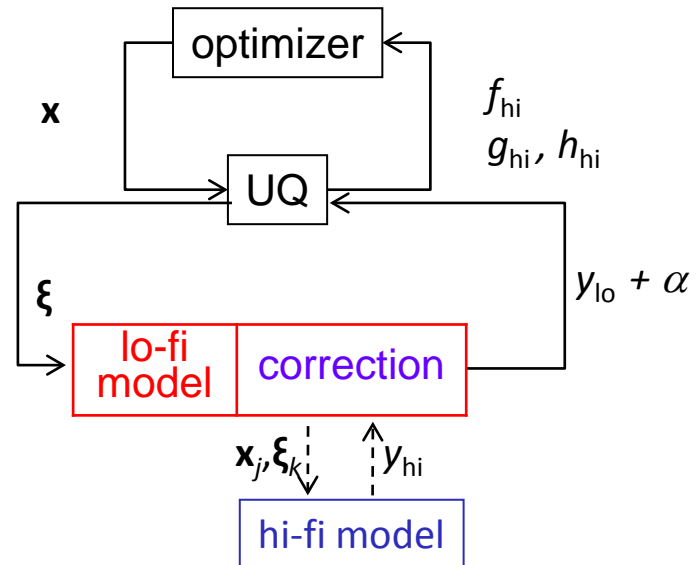 optimizer
x
f_hi
g_hi, h_hi
UQ
ξ
y_lo + α
lo-fi
model
correction
x_j,ξ_k
y_hi
hi-fi model